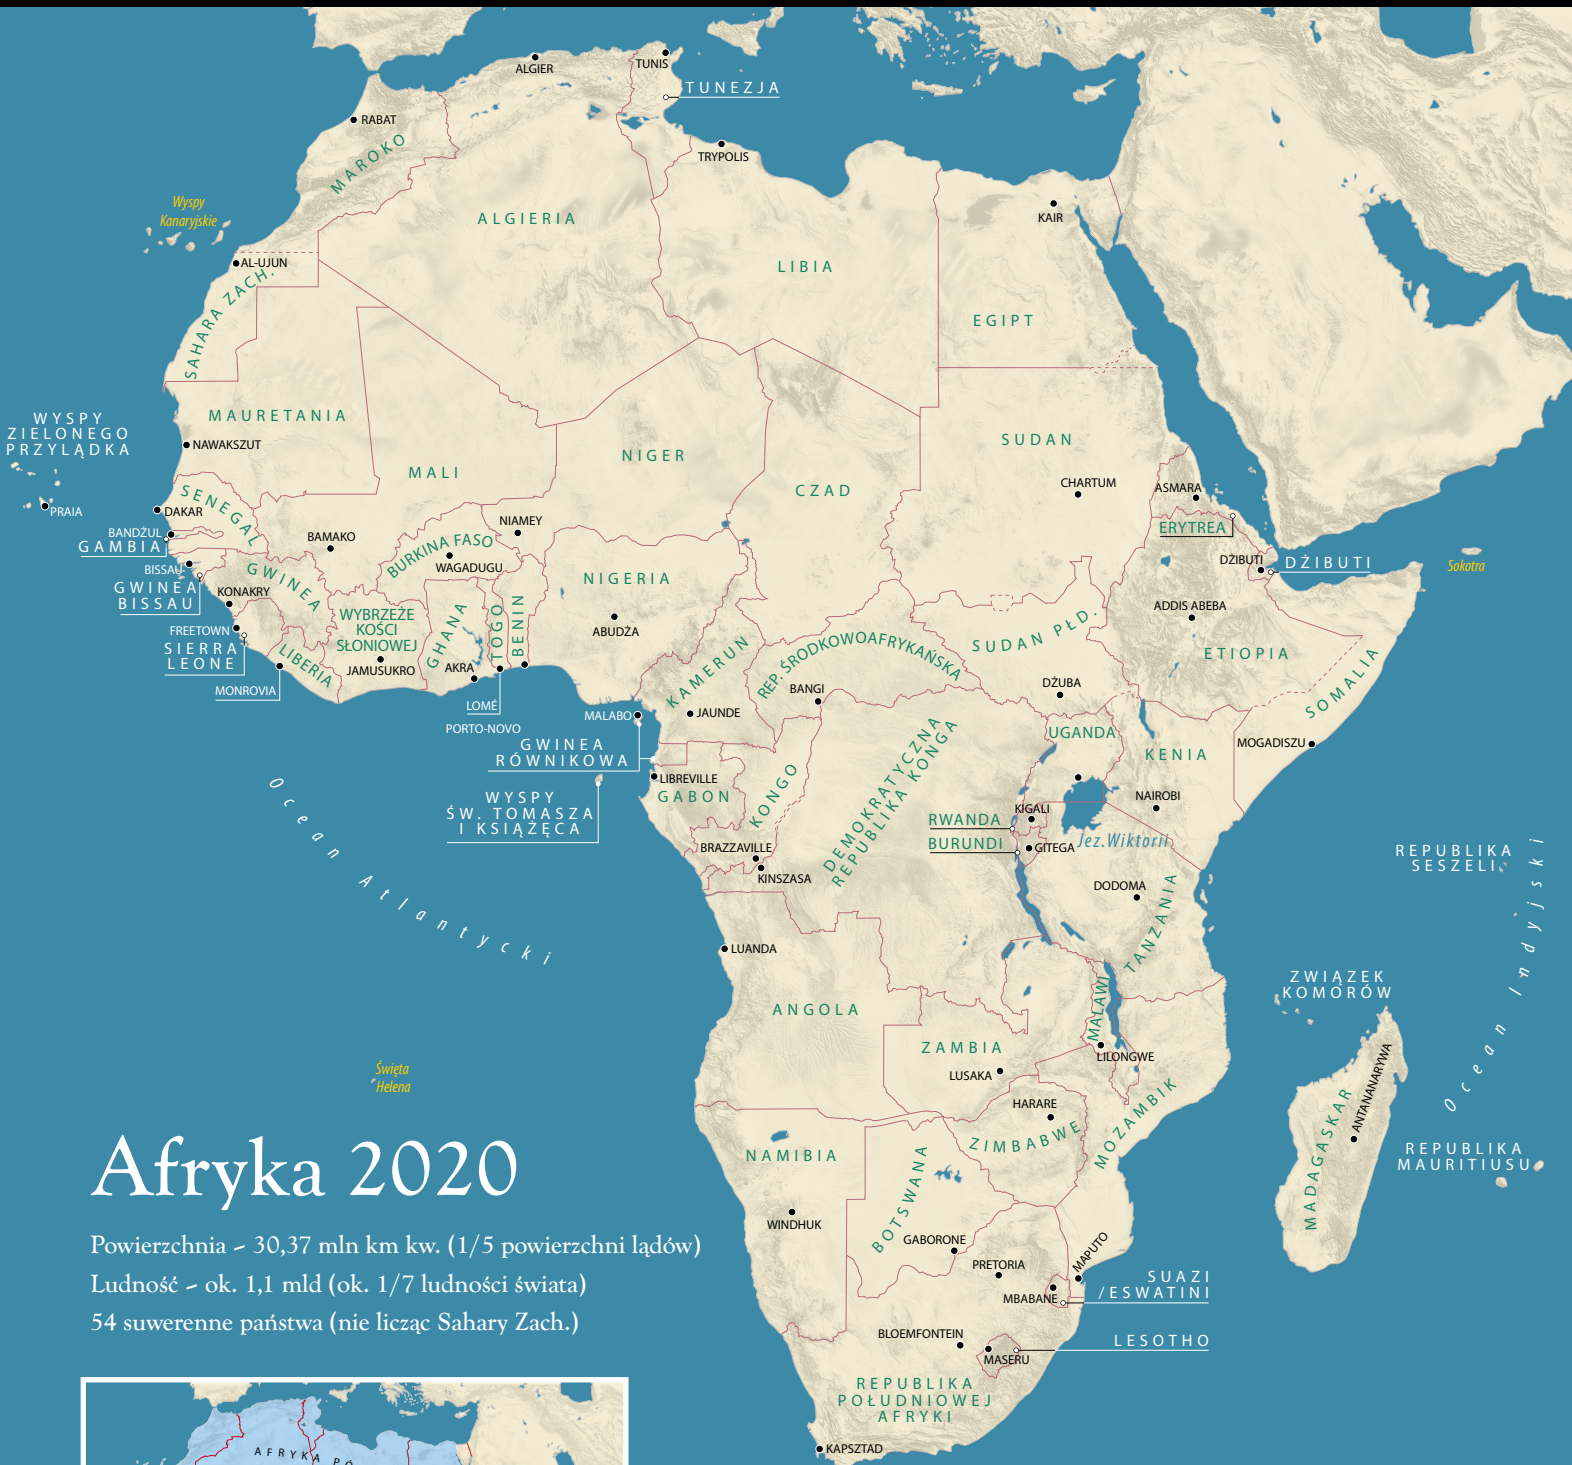 ALGIER
TUNIS
TUNEZJA
RABAT
MAROKO
TRYPOLIS
Wyspy
Kanaryjskie
ALGIERIA
KAIR
LIBIA
AL-UJUN
SAHARA ZACH.
EGIPT
WYSPY
ZIELONEGO
PRZYLĄDKA
MAURETANIA
NAWAKSZUT
MALI
NIGER
CZAD
SUDAN
CHARTUM
ASMARA
ERYTREA
PRAIA
SENEGAL
DAKAR
BANDŻUL
GAMBIA
BAMAKO
NIAMEY
BURKINA FASO
WAGADUGU
BISSAU
GWINEA
BISSAU
GWINEA
KONAKRY
NIGERIA
ABUDŻA
DŻIBUTI
DŻIBUTI
Sokotra
FREETOWN
SIERRA
LEONE
WYBRZEŻE
KOŚCI
SŁONIOWEJ
JAMUSUKRO
GHANA
TOGO
BENIN
AKRA
LIBERIA
MONROVIA
LOMÉ
PORTO-NOVO
KAMERUN
JAUNDE
REP. ŚRODKOWOAFRYKAŃSKA
BANGI
SUDAN PŁD.
DŻUBA
ADDIS ABEBA
ETIOPIA
SOMALIA
MOGADISZU
MALABO
GWINEA
RÓWNIKOWA
UGANDA
KENIA
NAIROBI
LIBREVILLE
GABON
KONGO
DEMOKRATYCZNA
REPUBLIKA KONGA
WYSPY
ŚW. TOMASZA
I KSIĄŻĘCA
KIGALI
RWANDA
BURUNDI
GITEGA
Jez.Wiktorii
BRAZZAVILLE
KINSZASA
DODOMA
TANZANIA
REPUBLIKA
SESZELI
Ocean Atlantycki
Ocean Indyjski
LUANDA
ANGOLA
ZWIĄZEK
KOMORÓW
MALAWI
LILONGWE
ZAMBIA
LUSAKA
HARARE
ZIMBABWE
MOZAMBIK
ANTANANARYWA
MADAGASKAR
REPUBLIKA
MAURITIUSU
Święta
Helena
NAMIBIA
WINDHUK
BOTSWANA
GABORONE
PRETORIA
MAPUTO
MBABANE
SUAZI
/ESWATINI
BLOEMFONTEIN
MASERU
LESOTHO
REPUBLIKA
POŁUDNIOWEJ
AFRYKI
KAPSZTAD
Afryka 2020
Powierzchnia – 30,37 mln km kw. (1/5 powierzchni lądów)
Ludność – ok. 1,1 mld (ok. 1/7 ludności świata)
54 suwerenne państwa (nie licząc Sahary Zach.)
AFRYKA